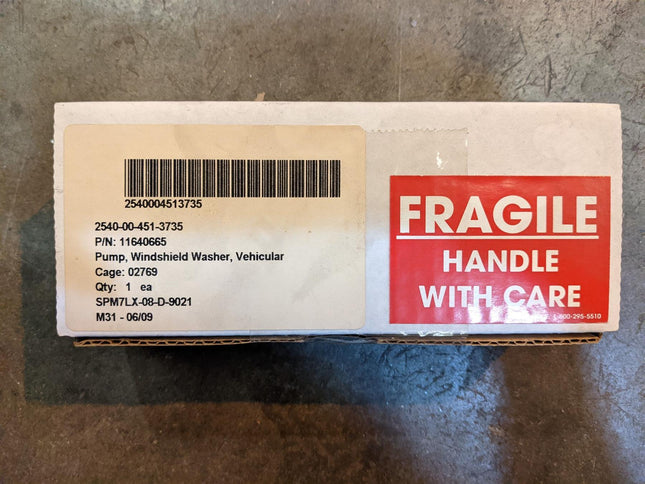 2540004513735
2540-00-451-3735
P/N: 11640665
Pump, Windshield Washer, Vehicular
Cage: 02769
Qty: 1 ea
SPM7LX-08-D-9021
M31 - 06/09
FRAGILE
HANDLE
WITH CARE
1-800-295-5510